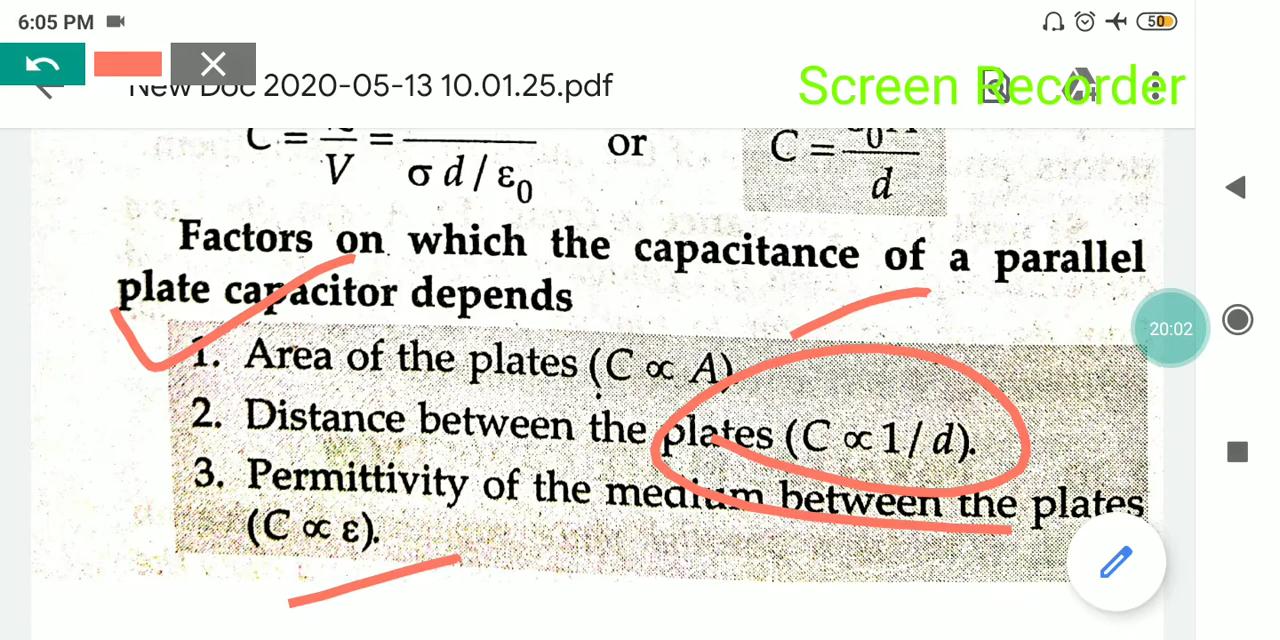 6:05 PM
50
New Doc 2020-05-13 10.01.25.pdf
Screen Recorder
C = V = σ d / ε0 or C = d
Factors on which the capacitance of a parallel
plate capacitor depends
20:02
1. Area of the plates (C ∝ A).
2. Distance between the plates (C ∝ 1/ d).
3. Permittivity of the medium between the plates
(C ∝ ε).